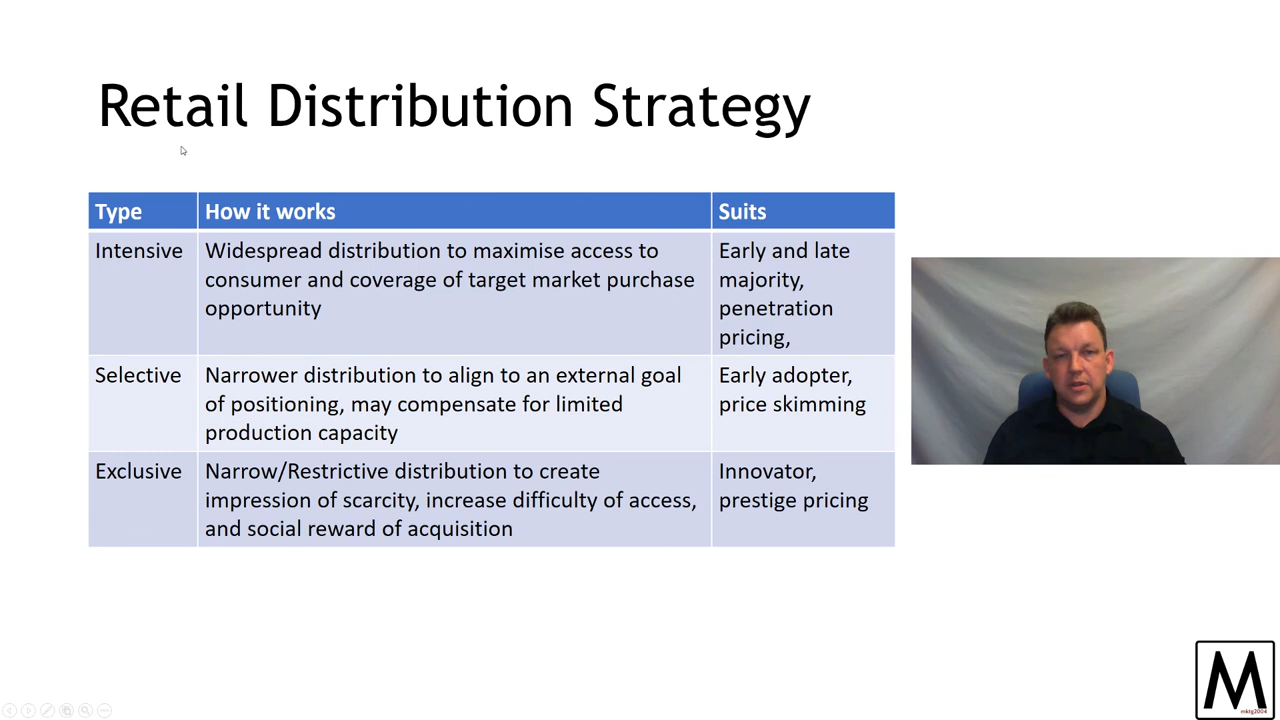 Retail Distribution Strategy
Type
How it works
Suits
Intensive
Widespread distribution to maximise access to
consumer and coverage of target market purchase
opportunity
Early and late
majority,
penetration
pricing,
Selective
Narrower distribution to align to an external goal
of positioning, may compensate for limited
production capacity
Early adopter,
price skimming
Exclusive
Narrow/Restrictive distribution to create
impression of scarcity, increase difficulty of access,
and social reward of acquisition
Innovator,
prestige pricing
M
mktg2004